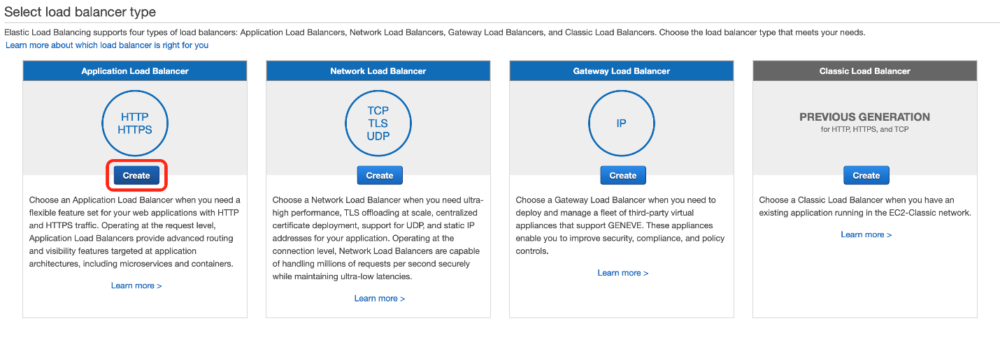 Select load balancer type
Elastic Load Balancing supports four types of load balancers: Application Load Balancers, Network Load Balancers, Gateway Load Balancers, and Classic Load Balancers. Choose the load balancer type that meets your needs.
Learn more about which load balancer is right for you
Application Load Balancer
HTTP
HTTPS
Create
Choose an Application Load Balancer when you need a
flexible feature set for your web applications with HTTP
and HTTPS traffic. Operating at the request level,
Application Load Balancers provide advanced routing
and visibility features targeted at application
architectures, including microservices and containers.
Learn more >
Network Load Balancer
TCP
TLS
UDP
Create
Choose a Network Load Balancer when you need ultra-
high performance, TLS offloading at scale, centralized
certificate deployment, support for UDP, and static IP
addresses for your application. Operating at the
connection level, Network Load Balancers are capable
of handling millions of requests per second securely
while maintaining ultra-low latencies.
Learn more >
Gateway Load Balancer
IP
Create
Choose a Gateway Load Balancer when you need to
deploy and manage a fleet of third-party virtual
appliances that support GENEVE. These appliances
enable you to improve security, compliance, and policy
controls.
Learn more >
Classic Load Balancer
PREVIOUS GENERATION
for HTTP, HTTPS, and TCP
Create
Choose a Classic Load Balancer when you have an
existing application running in the EC2-Classic network.
Learn more >